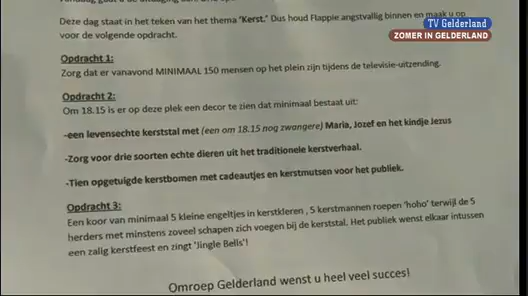 TV Gelderland
ZOMER IN GELDERLAND
Deze dag staat in het teken van het thema 'Kerst.' Dus houd Flappie angstvallig binnen en maak u op
voor de volgende opdracht.
Opdracht 1:
Zorg dat er vanavond MINIMAAL 150 mensen op het plein zijn tijdens de televisie-uitzending.
Opdracht 2:
Om 18.15 is er op deze plek een decor te zien dat minimaal bestaat uit:
-een levensechte kerststal met (een om 18.15 nog zwangere) Maria, Jozef en het kindje Jezus
-Zorg voor drie soorten echte dieren uit het traditionele kerstverhaal.
-Tien opgetuigde kerstbomen met cadeautjes en kerstmutsen voor het publiek.
Opdracht 3:
Een koor van minimaal 5 kleine engeltjes in kerstkleren , 5 kerstmannen roepen 'hoho' terwijl de 5
herders met minstens zoveel schapen zich voegen bij de kerststal. Het publiek wenst elkaar intussen
een zalig kerstfeest en zingt 'Jingle Bells'!
Omroep Gelderland wenst u heel veel succes!